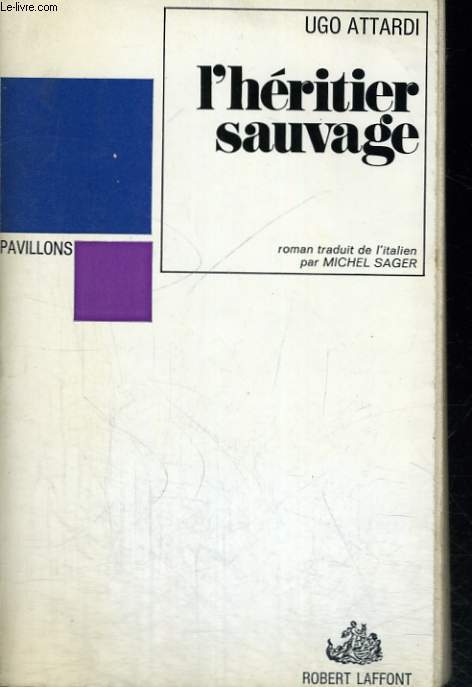 Le-livre.com
UGO ATTARDI
l'héritier
sauvage
PAVILLONS
roman traduit de l'italien
par MICHEL SAGER
ROBERT LAFFONT